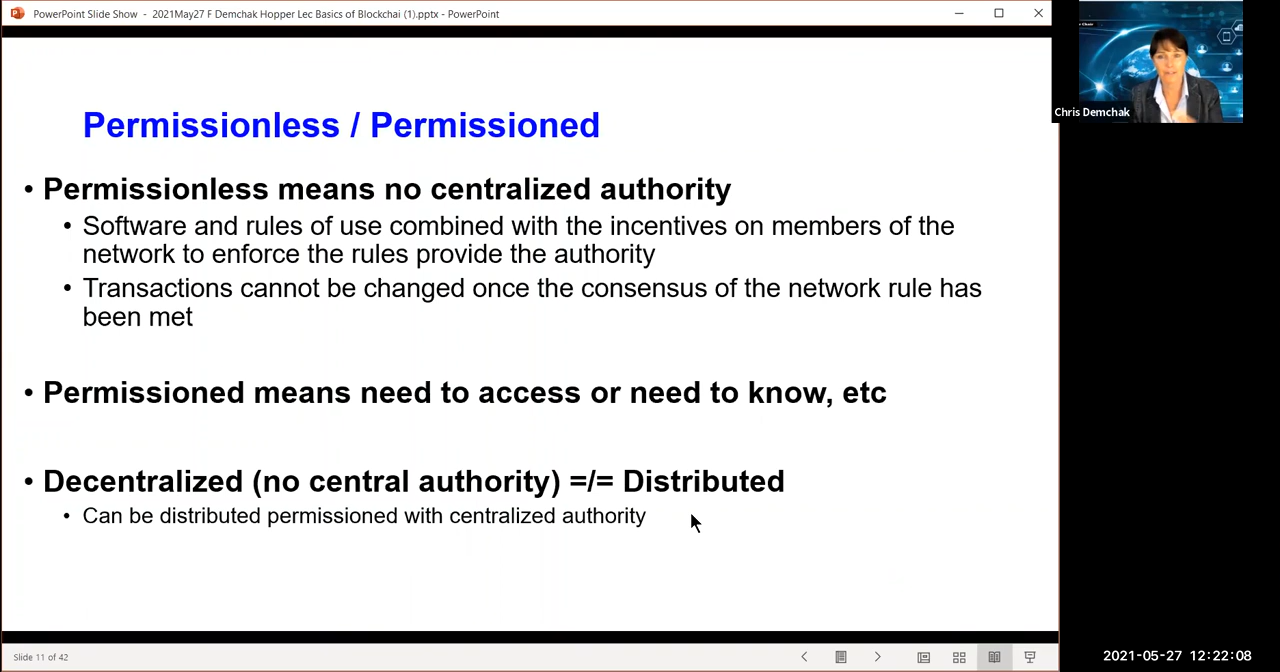 PowerPoint Slide Show - 2021May27 F Demchak Hopper Lec Basics of Blockchai (1).pptx - PowerPoint
Chris Demchak
Permissionless / Permissioned
• Permissionless means no centralized authority
• Software and rules of use combined with the incentives on members of the
network to enforce the rules provide the authority
• Transactions cannot be changed once the consensus of the network rule has
been met
• Permissioned means need to access or need to know, etc
• Decentralized (no central authority) =/= Distributed
• Can be distributed permissioned with centralized authority
Slide 11 of 42
2021-05-27 12:22:08